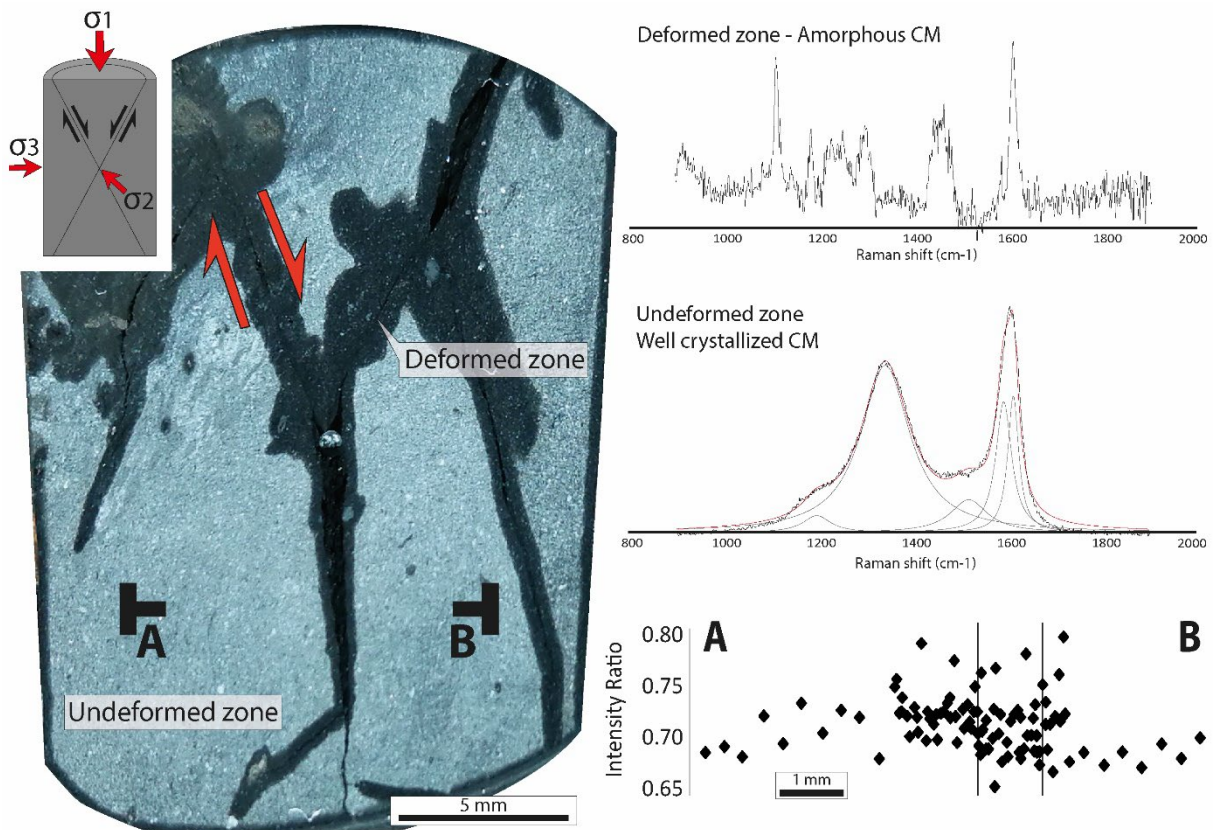 σ1
σ3
σ2
Deformed zone
A
B
Undefomed zone
5 mm
Deformed zone - Amorphous CM
800 1000 1200 1400 1600 1800 2000
Raman shift (cm-1)
Undeformed zone
Well crystallized CM
800 1000 1200 1400 1600 1800 2000
Raman shift (cm-1)
A
B
Intensity Ratio
0.80
0.75
0.70
0.65
1 mm